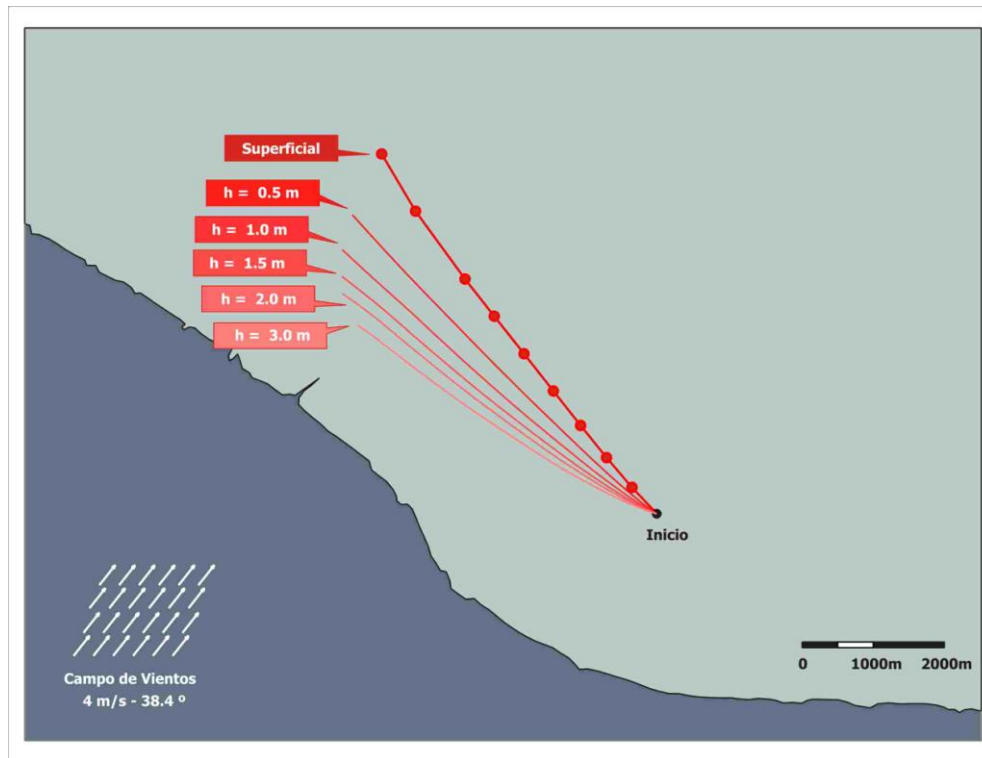 Superficial
h = 0.5 m
h = 1.0 m
h = 1.5 m
h = 2.0 m
h = 3.0 m
Inicio
0 1000m 2000m
Campo de Vientos
4 m/s - 38.4 º